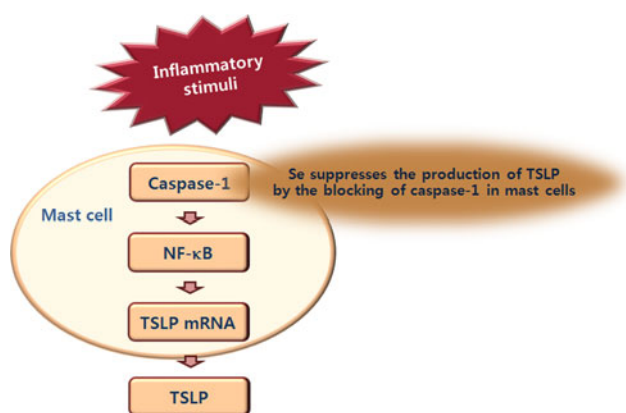 Inflammatory
stimuli
Caspase-1
Se suppresses the production of TSLP
by the blocking of caspase-1 in mast cells
Mast cell
NF-κB
TSLP mRNA
TSLP